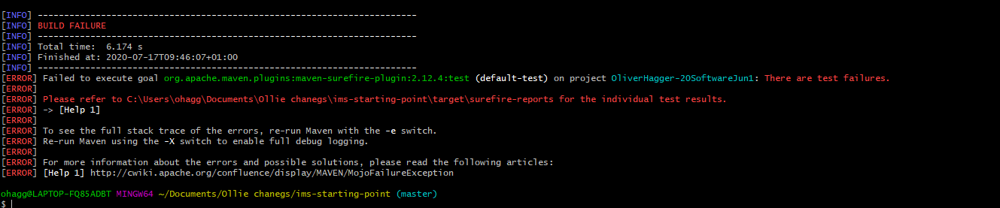 [INFO] ------------------------------------------------------------------------
[INFO] BUILD FAILURE
[INFO] ------------------------------------------------------------------------
[INFO] Total time:  6.174 s
[INFO] Finished at: 2020-07-17T09:46:07+01:00
[INFO] ------------------------------------------------------------------------
[ERROR] Failed to execute goal org.apache.maven.plugins:maven-surefire-plugin:2.12.4:test (default-test) on project OliverHagger-20SoftwareJun1: There are test failures.
[ERROR]
[ERROR] Please refer to C:\Users\ohagg\Documents\Ollie chanegs\ims-starting-point\target\surefire-reports for the individual test results.
[ERROR] -> [Help 1]
[ERROR]
[ERROR] To see the full stack trace of the errors, re-run Maven with the -e switch.
[ERROR] Re-run Maven using the -X switch to enable full debug logging.
[ERROR]
[ERROR] For more information about the errors and possible solutions, please read the following articles:
[ERROR] [Help 1] http://cwiki.apache.org/confluence/display/MAVEN/MojoFailureException
ohagg@LAPTOP-FQ85ADBT MINGW64 ~/Documents/Ollie chanegs/ims-starting-point (master)
$